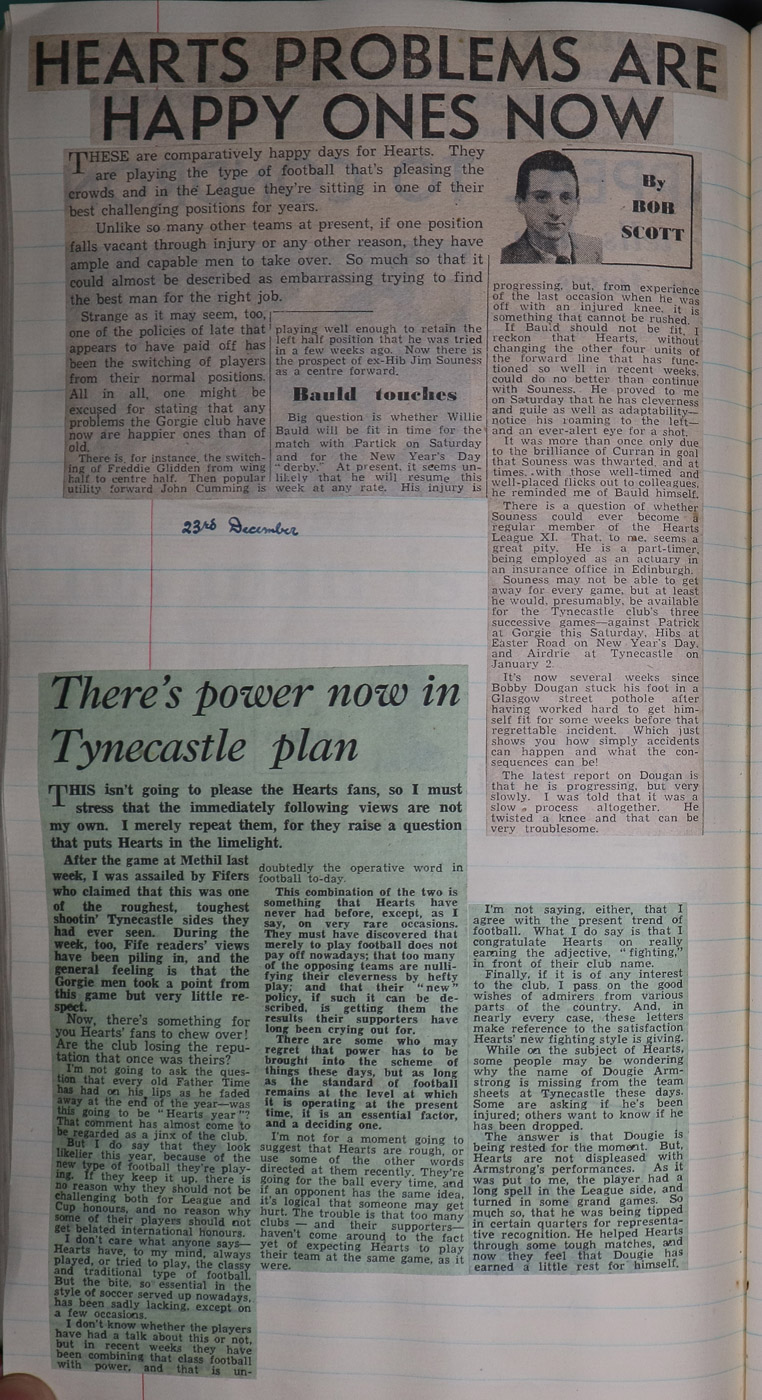 HEARTS PROBLEMS ARE
HAPPY ONES NOW
THESE are comparatively happy days for Hearts. They
are playing the type of football that's pleasing the
crowds and in the League they're sitting in one of their
best challenging positions for years.
Unlike so many other teams at present, if one position
falls vacant through injury or any other reason, they have
ample and capable men to take over. So much so that it
could almost be described as embarrassing trying to find
the best man for the right job.
By
BOB
SCOTT
Strange as it may seem, too,
one of the policies of late that
appears to have paid off has
been the switching of players
from their normal positions.
All in all, one might be
excused for stating that any
problems the Gorgie club have
now are happier ones than of
old.
There is, for instance, the switch-
ing of Freddie Glidden from wing
half to centre half. Then popular
utility forward John Cumming is
playing well enough to retain the
left half position that he was tried
in a few weeks ago. Now there is
the prospect of ex-Hib Jim Souness
as a centre forward.
Bauld touches
Big question is whether Willie
Bauld will be fit in time for the
match with Partick on Saturday
and for the New Year's Day
"derby." At present, it seems un-
likely that he will resume this
week at any rate. His injury is
progressing, but, from experience
of the last occasion when he was
off with an injured knee, it is
something that cannot be rushed.
If Bauld should not be fit, I
reckon that Hearts, without
changing the other four units of
the forward line that has func-
tioned so well in recent weeks,
could do no better than continue
with Souness. He proved to me
on Saturday that he has cleverness
and guile as well as adaptability—
notice his roaming to the left—
and an ever-alert eye for a shot.
It was more than once only due
to the brilliance of Curran in goal
that Souness was thwarted, and at
times, with those well-timed and
well-placed flicks out to colleagues,
he reminded me of Bauld himself.
There is a question of whether
Souness could ever become a
regular member of the Hearts
League XI. That, to me, seems a
great pity. He is a part-timer,
being employed as an actuary in
an insurance office in Edinburgh.
Souness may not be able to get
away for every game, but at least
he would, presumably, be available
for the Tynecastle club's three
successive games—against Patrick
at Gorgie this Saturday, Hibs at
Easter Road on New Year's Day,
and Airdrie at Tynecastle on
January 2.
It's now several weeks since
Bobby Dougan stuck his foot in a
Glasgow street pothole after
having worked hard to get him-
self fit for some weeks before that
regrettable incident. Which just
shows you how simply accidents
can happen and what the con-
sequences can be!
The latest report on Dougan is
that he is progressing, but very
slowly. I was told that it was a
slow process altogether. He
twisted a knee and that can be
very troublesome.
23rd December
There's power now in
Tynecastle plan
THIS isn't going to please the Hearts fans, so I must
stress that the immediately following views are not
my own. I merely repeat them, for they raise a question
that puts Hearts in the limelight.
After the game at Methil last
week, I was assailed by Fifers
who claimed that this was one
of the roughest, toughest
shootin' Tynecastle sides they
had ever seen. During the
week, too, Fife readers' views
have been piling in, and the
general feeling is that the
Gorgie men took a point from
this game but very little re-
spect.
Now, there's something for
you Hearts' fans to chew over!
Are the club losing the repu-
tation that once was theirs?
I'm not going to ask the ques-
tion that every old Father Time
has had on his lips as he faded
away at the end of the year—was
this going to be "Hearts year"?
That comment has almost come to
be regarded as a jinx of the club.
But I do say that they look
likelier this year, because of the
new type of football they're play-
ing. If they keep it up, there is
no reason why they should not be
challenging both for League and
Cup honours, and no reason why
some of their players should not
get belated international honours.
I don't care what anyone says—
Hearts have, to my mind, always
played, or tried to play, the classy
and traditional type of football.
But the bite, so essential in the
style of soccer served up nowadays,
has been sadly lacking, except on
a few occasions.
I don't know whether the players
have had a talk about this or not,
but in recent weeks they have
been combining that class football
with power, and that is un-
doubtedly the operative word in
football to-day.
This combination of the two is
something that Hearts have
never had before, except, as I
say, on very rare occasions.
They must have discovered that
merely to play football does not
pay off nowadays; that too many
of the opposing teams are nulli-
fying their cleverness by hefty
play; and that their "new"
policy, if such it can be de-
scribed, is getting them the
results their supporters have
long been crying out for.
There are some who may
regret that power has to be
brought into the scheme of
things these days, but as long
as the standard of football
remains at the level at which
it is operating at the present
time, it is an essential factor,
and a deciding one.
I'm not for a moment going to
suggest that Hearts are rough, or
use some of the other words
directed at them recently. They're
going for the ball every time, and
if an opponent has the same idea,
it's logical that someone may get
hurt. The trouble is that too many
clubs — and their supporters—
haven't come around to the fact
yet of expecting Hearts to play
their team at the same game, as it
were.
I'm not saying, either, that I
agree with the present trend of
football. What I do say is that I
congratulate Hearts on really
earning the adjective, "fighting,"
in front of their club name.
Finally, if it is of any interest
to the club, I pass on the good
wishes of admirers from various
parts of the country. And, in
nearly every case, these letters
make reference to the satisfaction
Hearts' new fighting style is giving.
While on the subject of Hearts,
some people may be wondering
why the name of Dougie Arm-
strong is missing from the team
sheets at Tynecastle these days.
Some are asking if he's been
injured; others want to know if he
has been dropped.
The answer is that Dougie is
being rested for the moment. But,
Hearts are not displeased with
Armstrong's performances. As it
was put to me, the player had a
long spell in the League side, and
turned in some grand games. So
much so, that he was being tipped
in certain quarters for representa-
tive recognition. He helped Hearts
through some tough matches, and
now they feel that Dougie has
earned a little rest for himself.